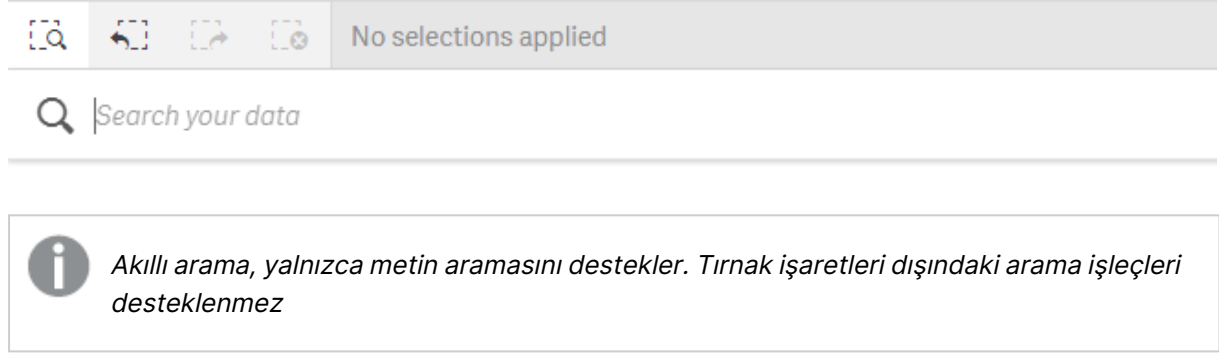 No selections applied
Search your data
Akıllı arama, yalnızca metin aramasını destekler. Tırnak işaretleri dışındaki arama işleçleri
desteklenmez